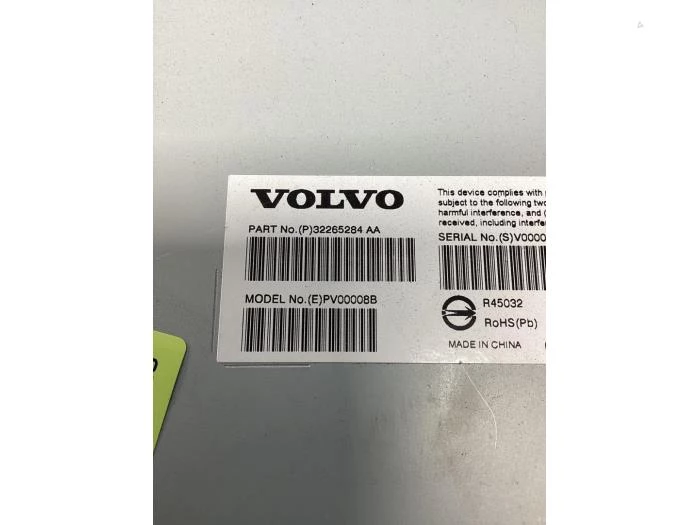 VOLVO
PART No.(P)32265284 AA
MODEL No.(E)PV00008B
This device complies with
subject to the following two
harmful interference, and (
received, including interfe
SERIAL No.(S)V0000
R45032
RoHS(Pb)
MADE IN CHINA